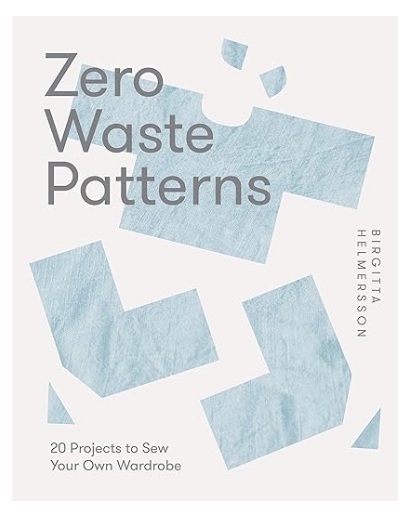 Zero
Waste
Patterns
BIRGITTA
HELMERSSON
20 Projects to Sew
Your Own Wardrobe